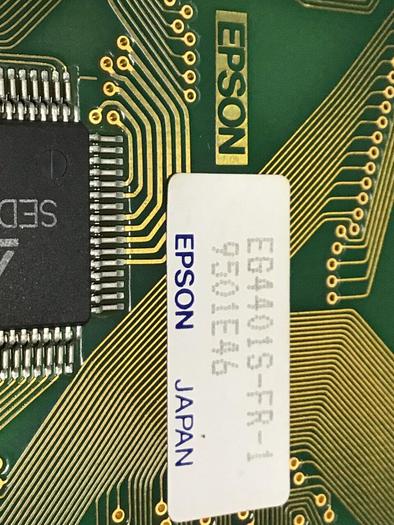 EPSON
SED
EG4401S-FR-1
9501E46
EPSON JAPAN